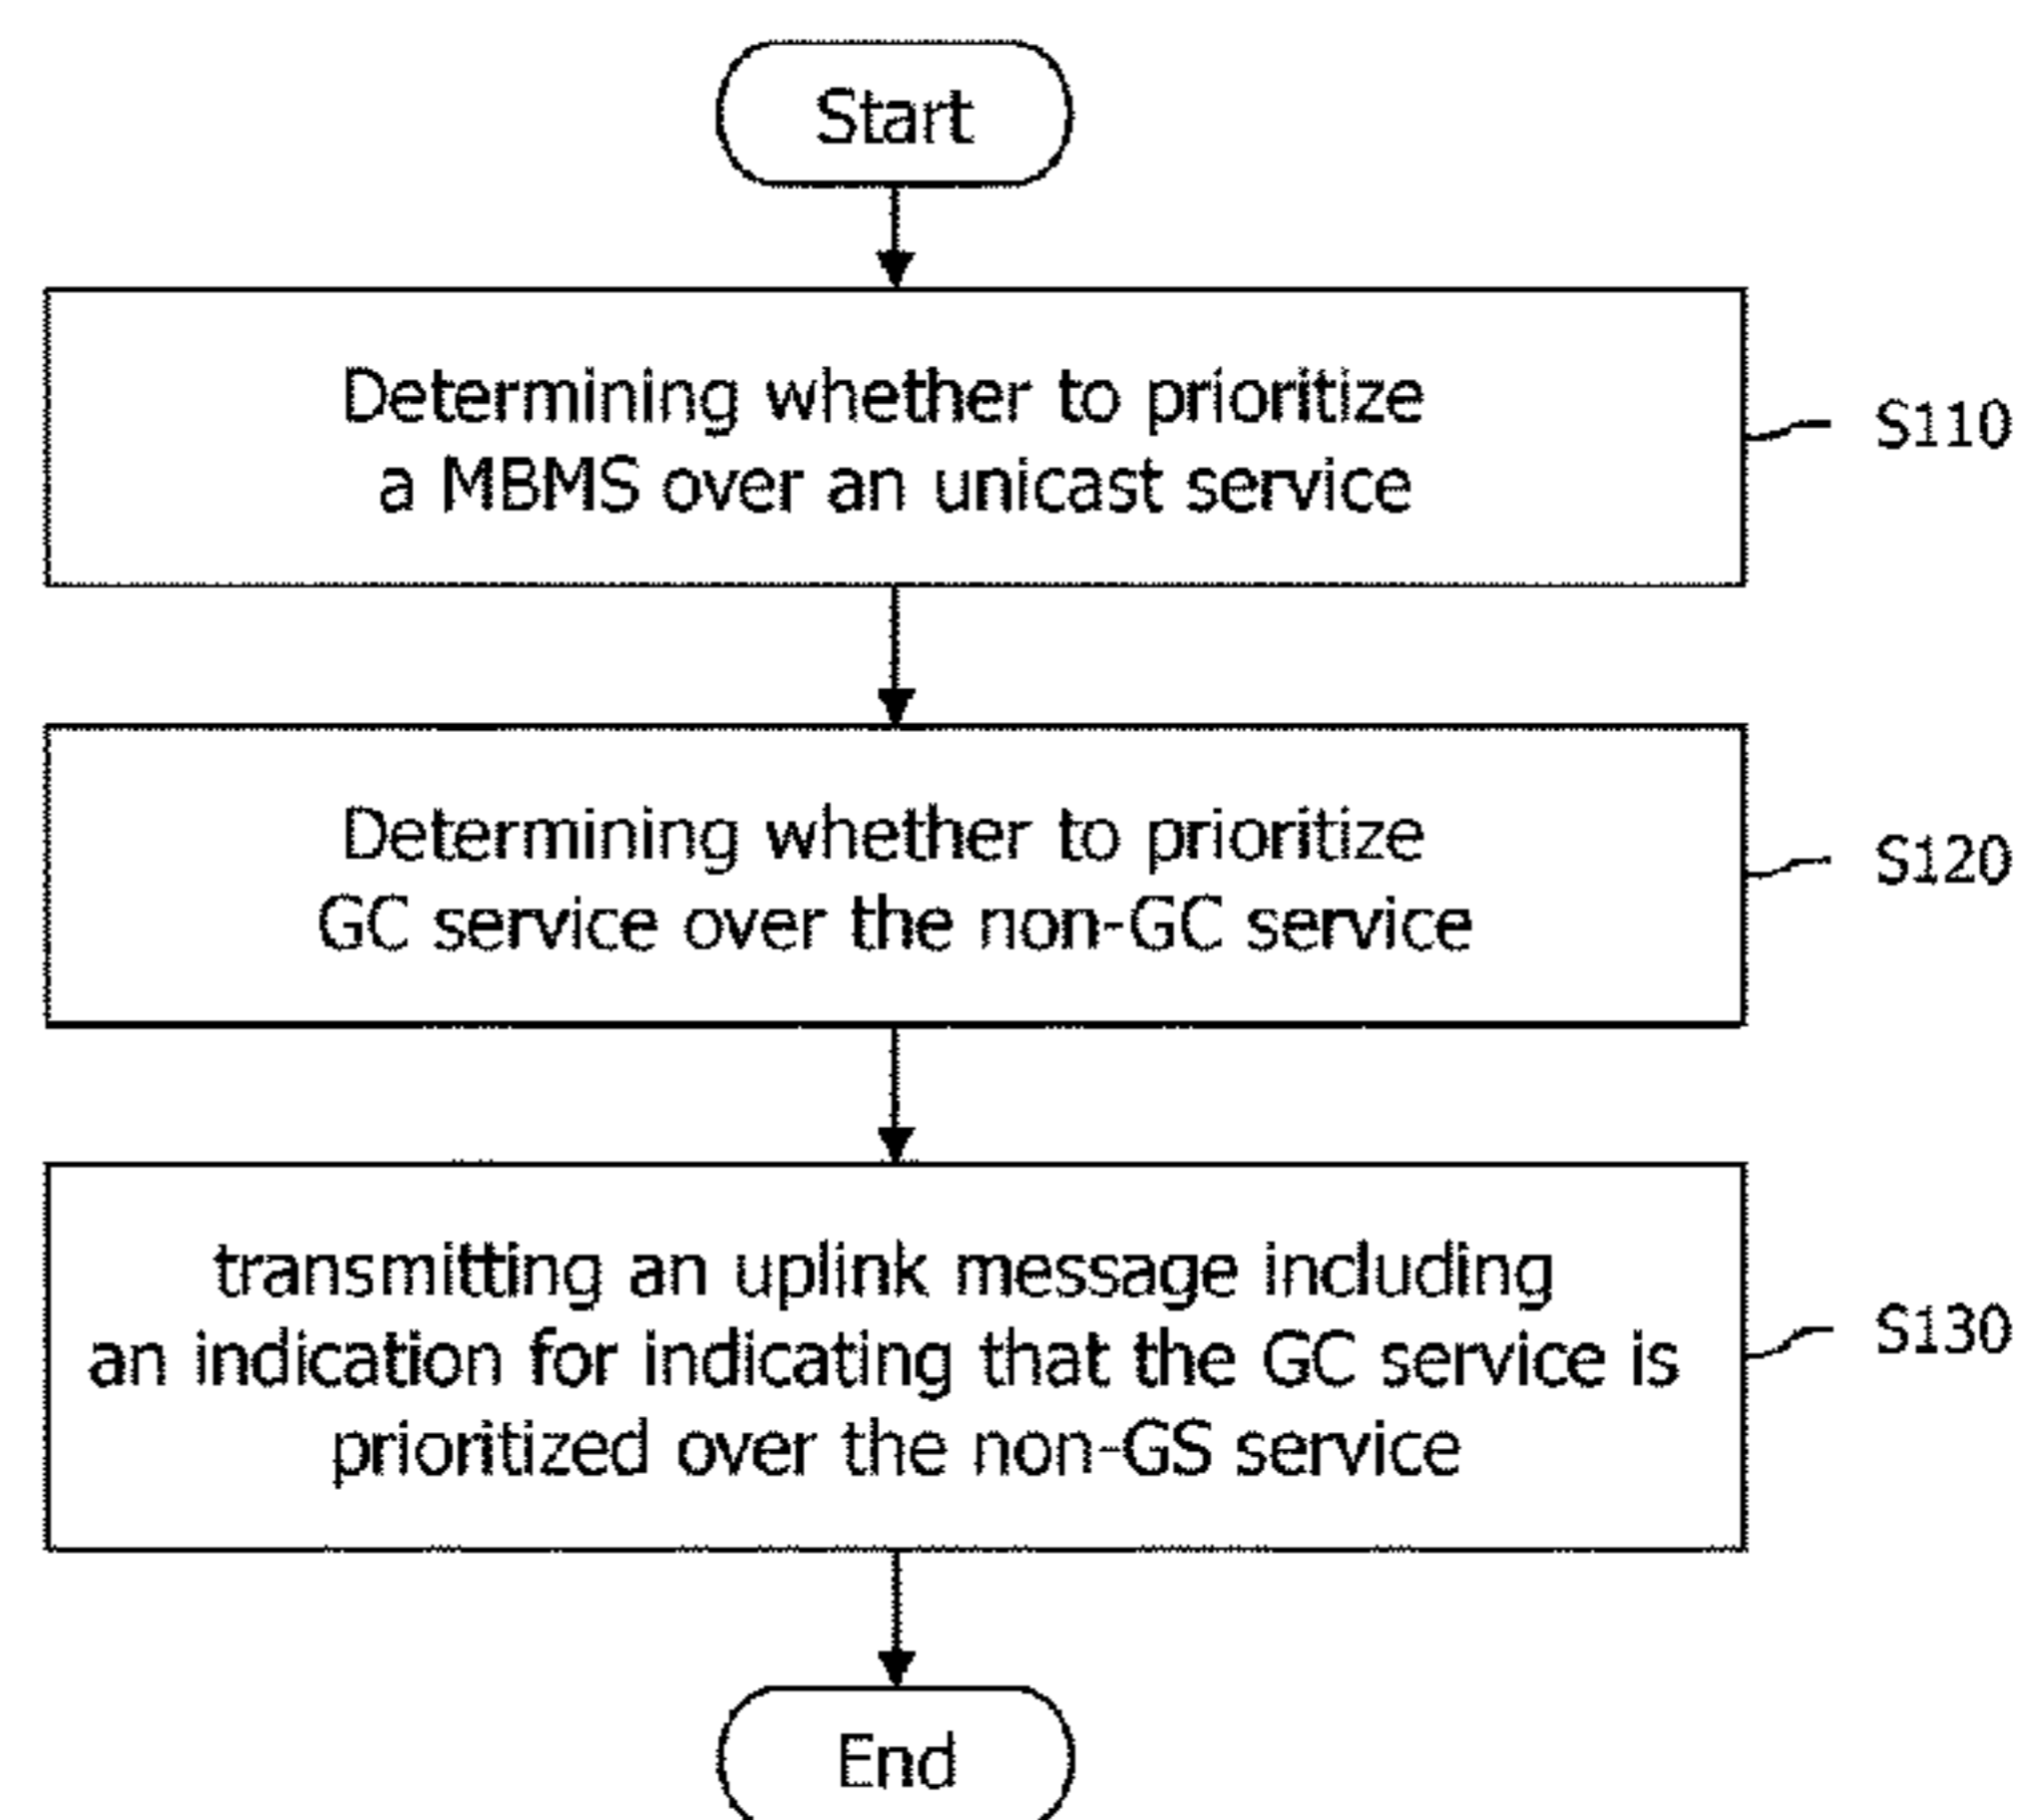 Start
Determining whether to prioritize
a MBMS over an unicast service
S110
Determining whether to prioritize
GC service over the non-GC service
S120
transmitting an uplink message including
an indication for indicating that the GC service is
prioritized over the non-GS service
S130
End